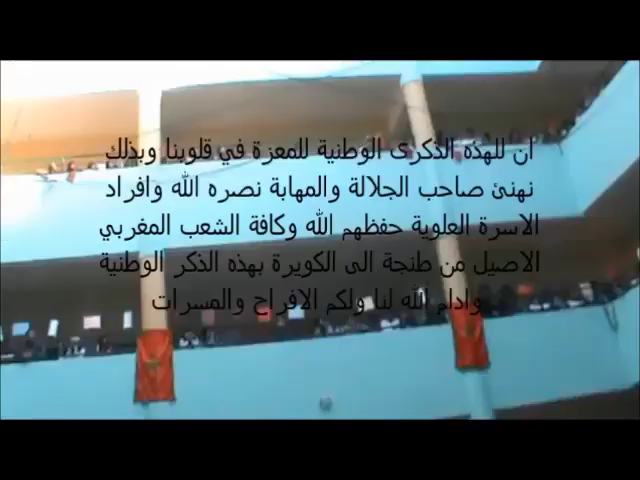 ان للهذه الذكرى الوطنية للمعزة في قلوبنا وبذلك
نهنئ صاحب الجلالة والمهابة نصره الله وافراد
الاسرة العلوية حفظهم الله وكافة الشعب المغربي
الاصيل من طنجة الى الكويرة بهذه الذكر الوطنية
وادام الله لنا ولكم الافراح والمسرات